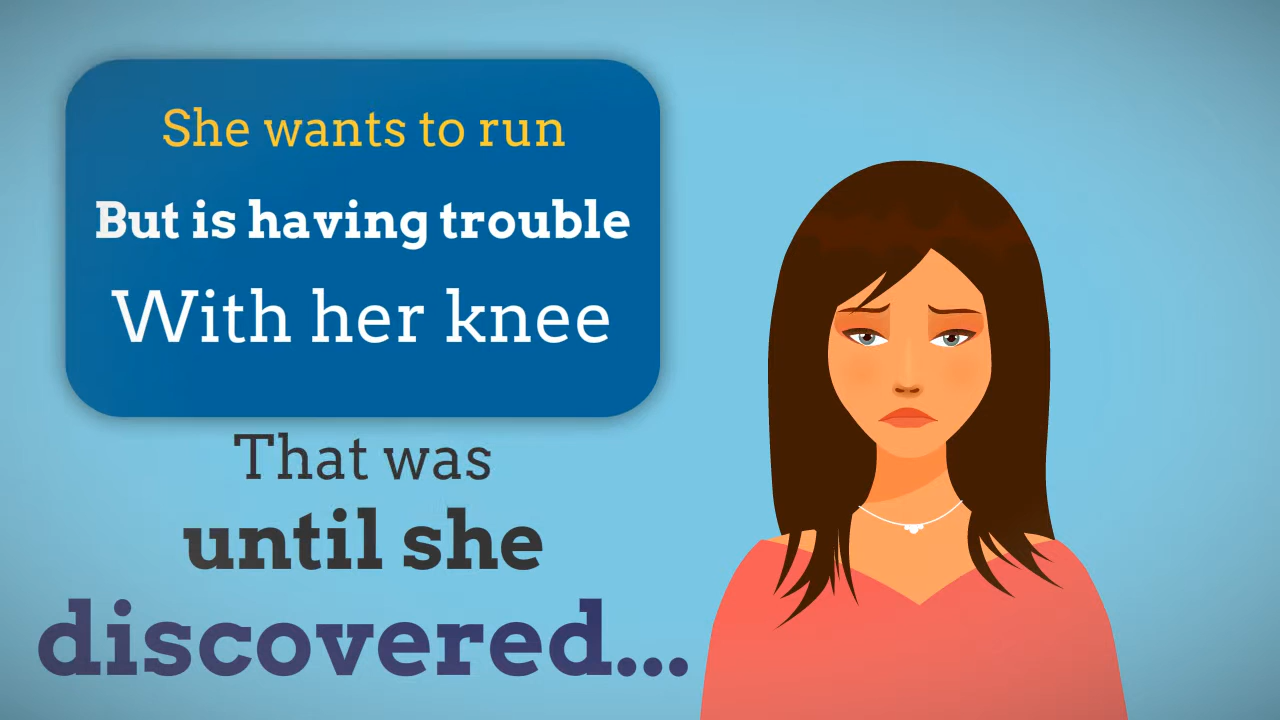 She wants to run
But is having trouble
With her knee
That was
until she
discovered...